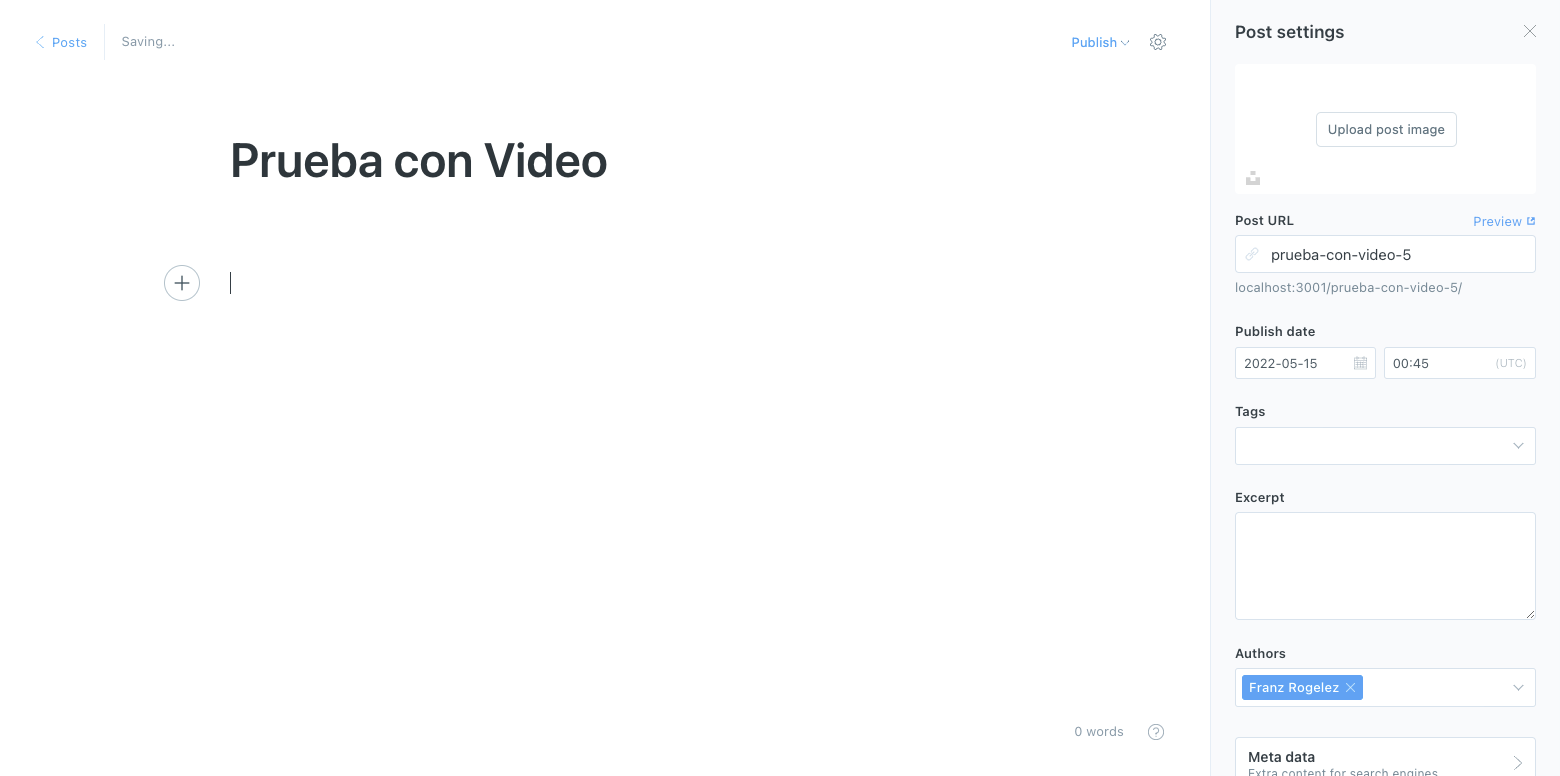 Posts
Saving...
Publish
Prueba con Video
0 words
?
Post settings
Upload post image
Post URL
Preview
prueba-con-video-5
localhost:3001/prueba-con-video-5/
Publish date
2022-05-15
00:45
(UTC)
Tags
Excerpt
Authors
Franz Rogelez
Meta data
Extra content for search engines